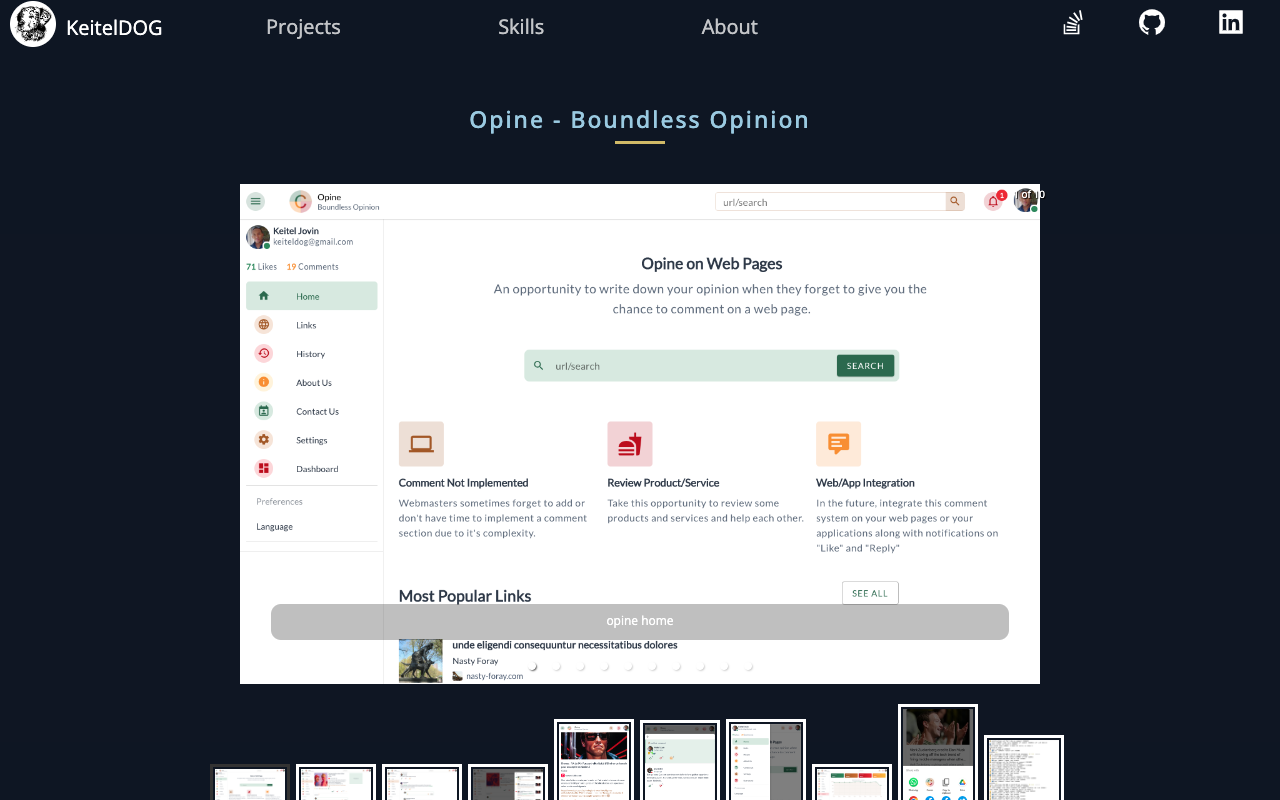 KeitelDOG
Projects
Skills
About
Opine - Boundless Opinion
Opine
Boundless Opinion
url/search
1
of 10
Keitel Jovin
keiteldog@gmail.com
71 Likes 19 Comments
Home
Links
History
About Us
Contact Us
Settings
Dashboard
Preferences
Language
Opine on Web Pages
An opportunity to write down your opinion when they forget to give you the
chance to comment on a web page.
url/search
SEARCH
Comment Not Implemented
Webmasters sometimes forget to add or
don't have time to implement a comment
section due to it's complexity.
Review Product/Service
Take this opportunity to review some
products and services and help each other.
Web/App Integration
In the future, integrate this comment
system on your web pages or your
applications along with notifications on
"Like" and "Reply"
Most Popular Links
SEE ALL
opine home
unde eligendi consequuntur necessitatibus dolores
Nasty Foray
nasty-foray.com